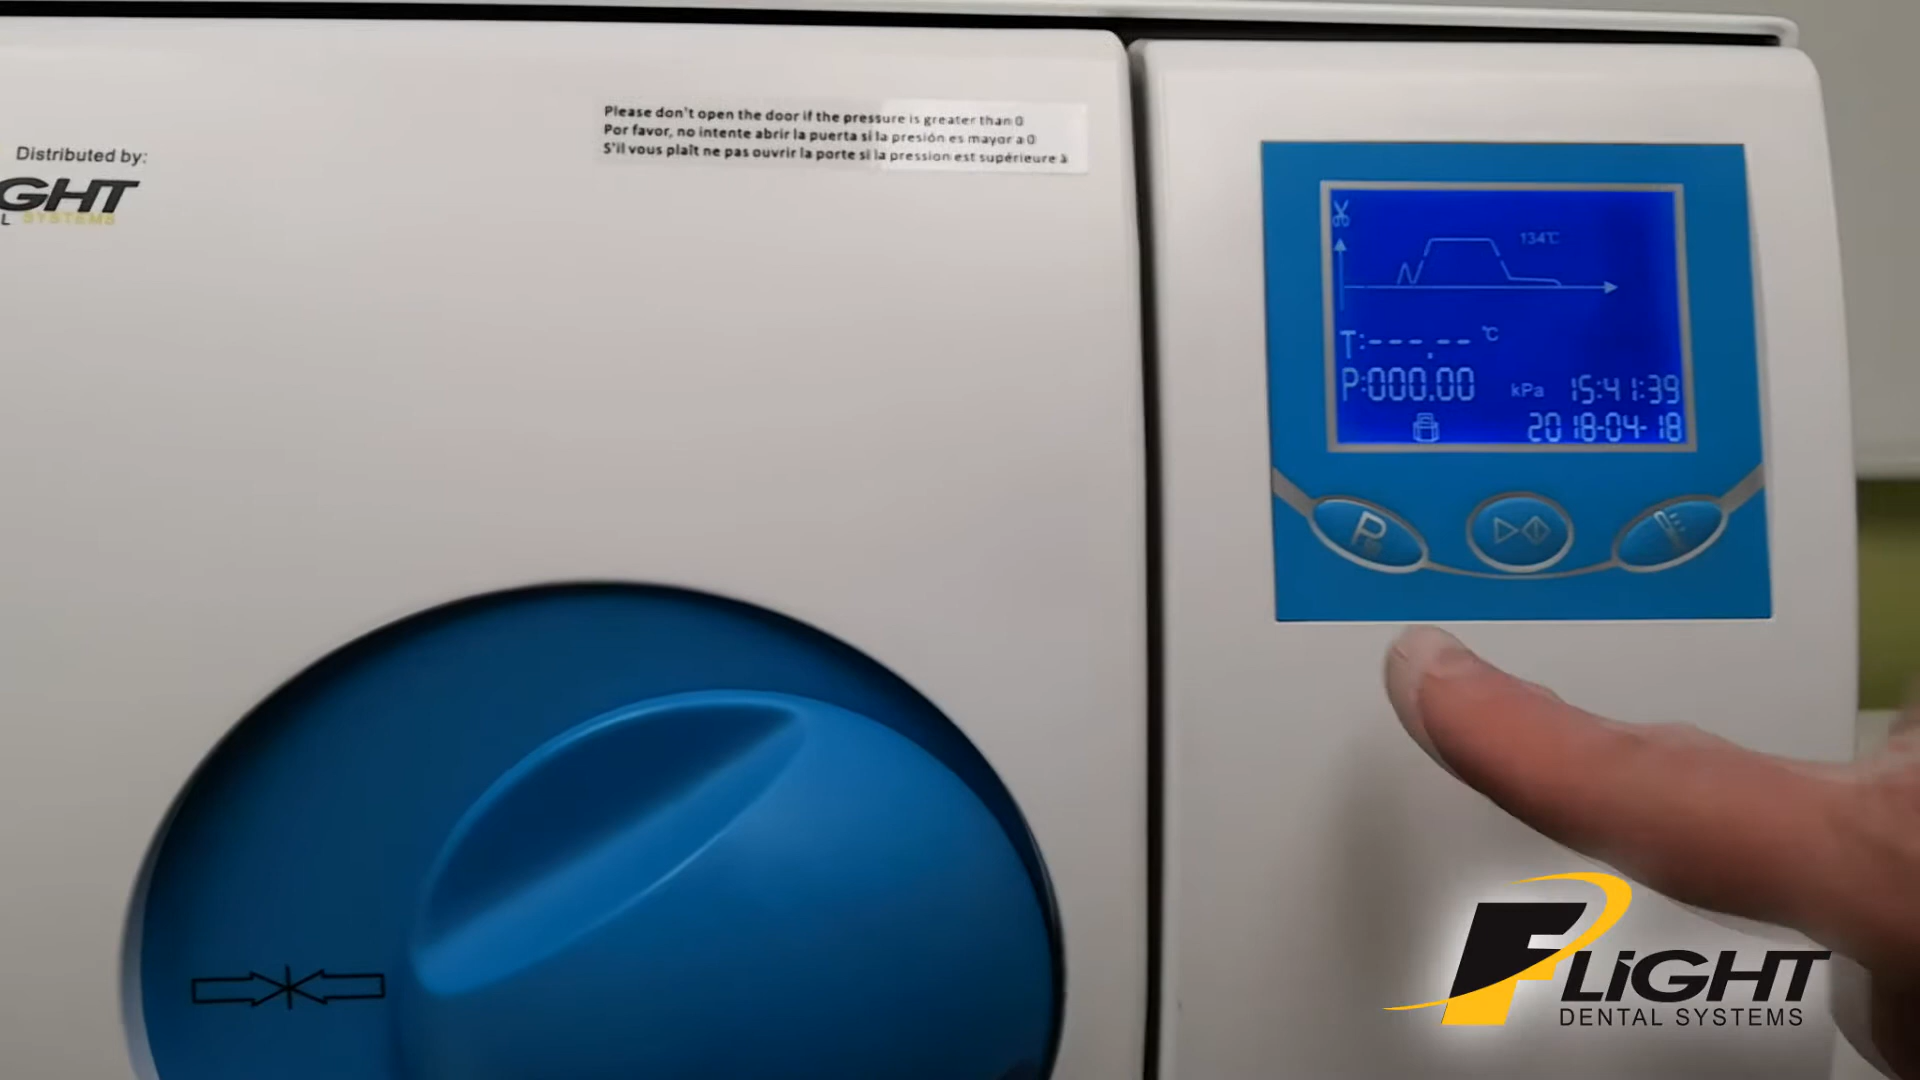 Please don't open the door if the pressure is greater than 0
Por favor, no intente abrir la puerta si la presión es mayor a 0
S'il vous plaît ne pas ouvrir la porte si la pression est supérieure à
Distributed by:
GHT
L SYSTEMS
134℃
T:---.-- ℃
P:000.00 kPa 15:41:39
2018-04-18
P
FLiGHT
DENTAL SYSTEMS